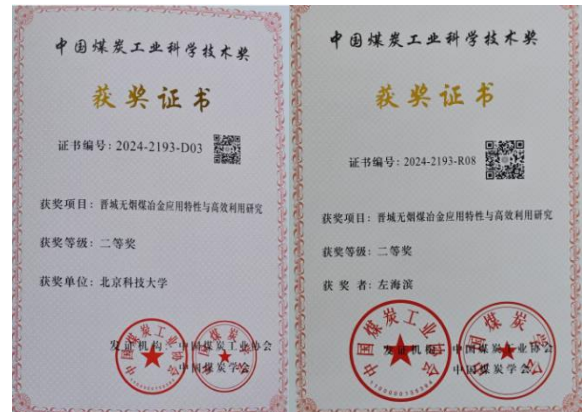 中国煤炭工业科学技术奖
获奖证书
证书编号：2024-2193-D03
获奖项目：晋城无烟煤冶金应用特性与高效利用研究
获奖等级：二等奖
获奖单位：北京科技大学
发证机构：中国煤炭工业协会
中国煤炭学会
中国煤炭工业科学技术奖
获奖证书
证书编号：2024-2193-R08
获奖项目：晋城无烟煤冶金应用特性与高效利用研究
获奖等级：二等奖
获 奖 者：左海滨
发证机构：中国煤炭工业协会
中国煤炭学会